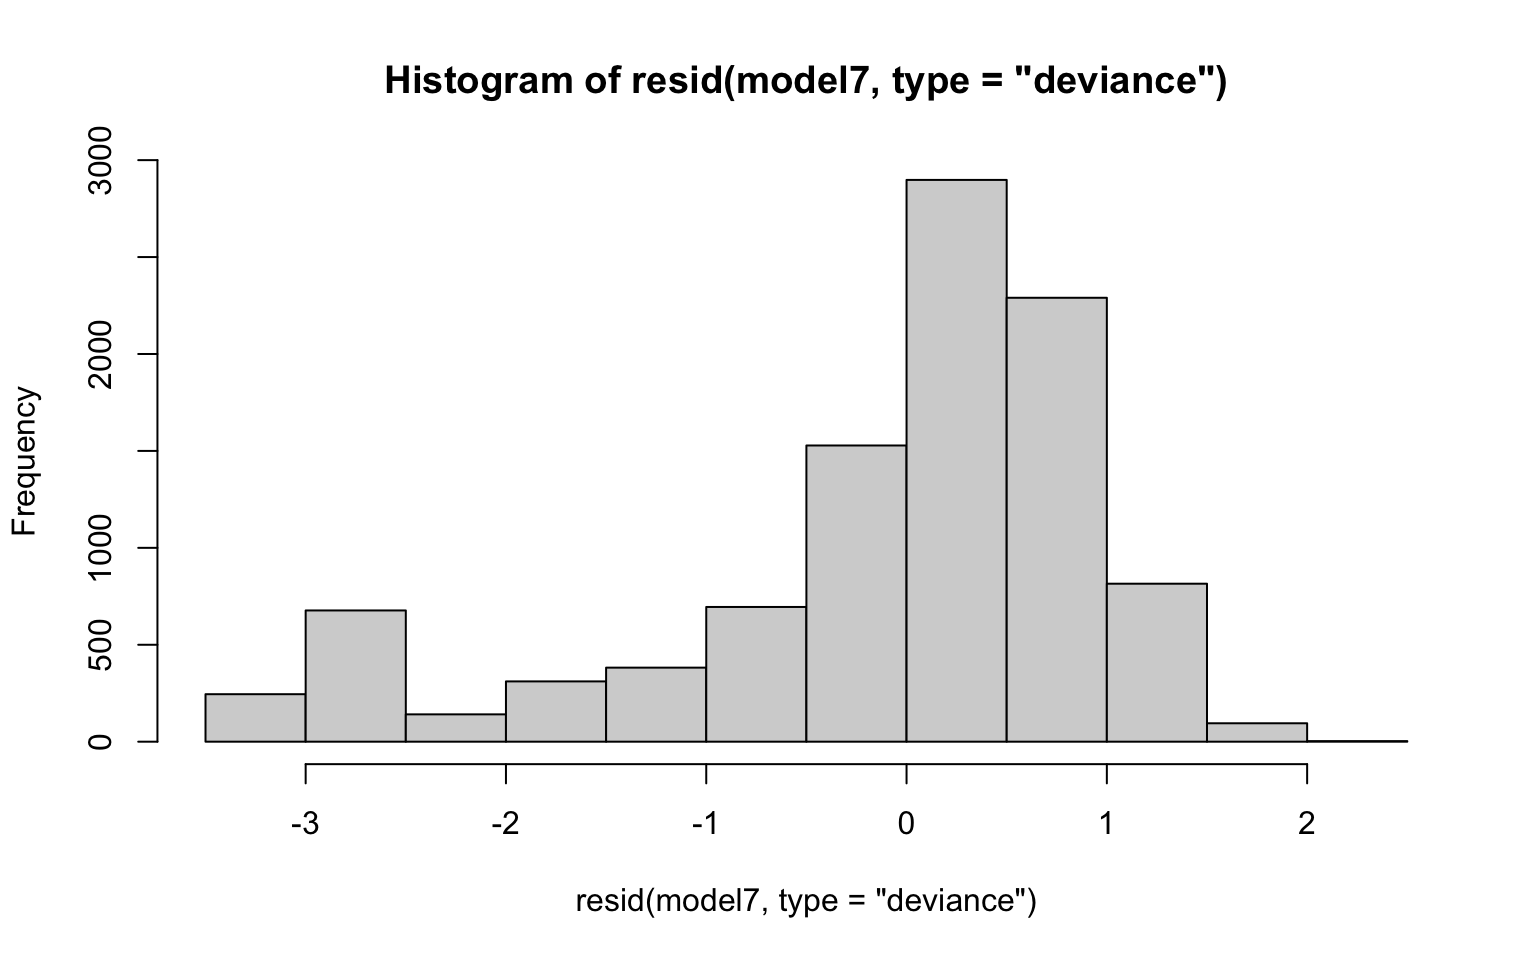 Histogram of resid(model7, type = "deviance")
Frequency
3000
2000
1000
500
0
-3 -2 -1 0 1 2
resid(model7, type = "deviance")